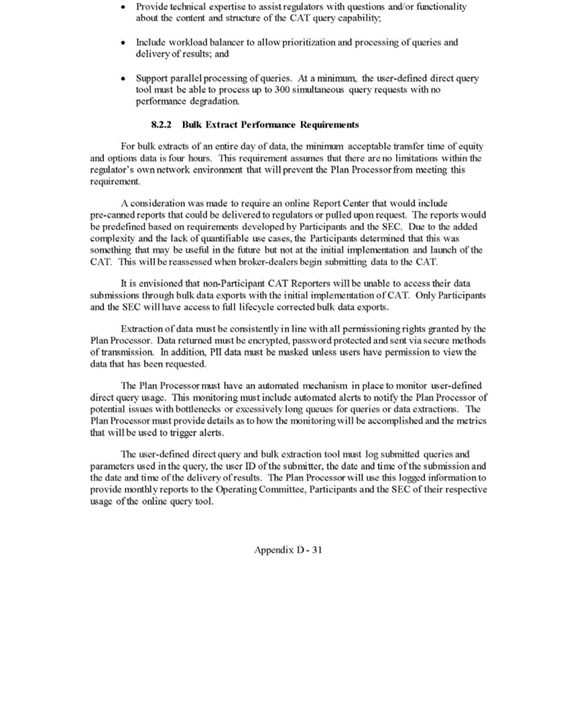 • Provide technical expertise to assist regulators with questions and/or functionality
about the content and structure of the CAT query capability;
• Include workload balancer to allow prioritization and processing of queries and
delivery of results; and
• Support parallel processing of queries. At a minimum, the user-defined direct query
tool must be able to process up to 300 simultaneous query requests with no
performance degradation.
8.2.2 Bulk Extract Performance Requirements
For bulk extracts of an entire day of data, the minimum acceptable transfer time of equity
and options data is four hours. This requirement assumes that there are no limitations within the
regulator's own network environment that will prevent the Plan Processor from meeting this
requirement.
A consideration was made to require an online Report Center that would include
pre-canned reports that could be delivered to regulators or pulled upon request. The reports would
be predefined based on requirements developed by Participants and the SEC. Due to the added
complexity and the lack of quantifiable use cases, the Participants determined that this was
something that may be useful in the future but not at the initial implementation and launch of the
CAT. This will be reassessed when broker-dealers begin submitting data to the CAT.
It is envisioned that non-Participant CAT Reporters will be unable to access their data
submissions through bulk data exports with the initial implementation of CAT. Only Participants
and the SEC will have access to full lifecycle corrected bulk data exports.
Extraction of data must be consistently in line with all permissioning rights granted by the
Plan Processor. Data returned must be encrypted, password protected and sent via secure methods
of transmission. In addition, PII data must be masked unless users have permission to view the
data that has been requested.
The Plan Processor must have an automated mechanism in place to monitor user-defined
direct query usage. This monitoring must include automated alerts to notify the Plan Processor of
potential issues with bottlenecks or excessively long queues for queries or data extractions. The
Plan Processor must provide details as to how the monitoring will be accomplished and the metrics
that will be used to trigger alerts.
The user-defined direct query and bulk extraction tool must log submitted queries and
parameters used in the query, the user ID of the submitter, the date and time of the submission and
the date and time of the delivery of results. The Plan Processor will use this logged information to
provide monthly reports to the Operating Committee, Participants and the SEC of their respective
usage of the online query tool.
Appendix D - 31